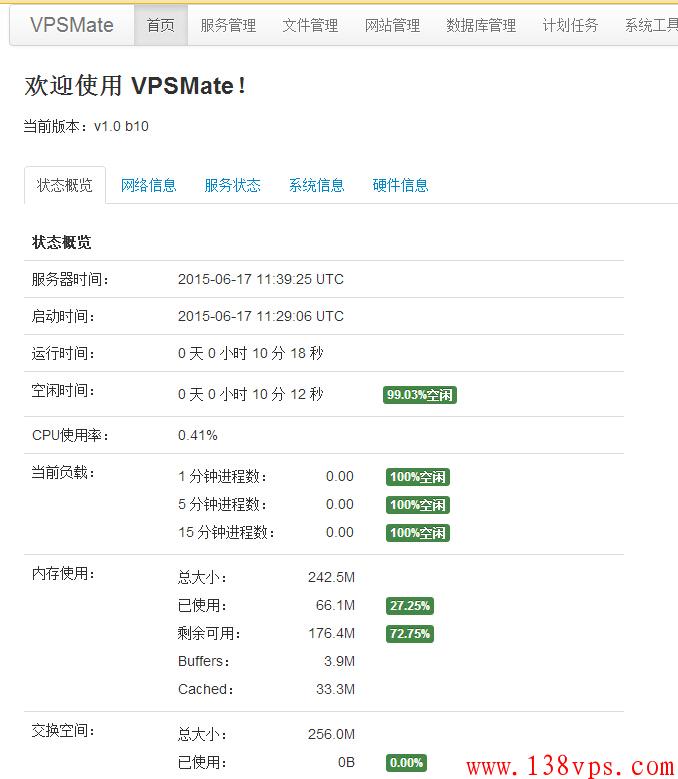 VPSMate 首页 服务管理 文件管理 网站管理 数据库管理 计划任务 系统工具
欢迎使用 VPSMate！
当前版本：v1.0 b10
状态概览 网络信息 服务状态 系统信息 硬件信息
状态概览
服务器时间： 2015-06-17 11:39:25 UTC
启动时间： 2015-06-17 11:29:06 UTC
运行时间： 0 天 0 小时 10 分 18 秒
空闲时间： 0 天 0 小时 10 分 12 秒 99.03%空闲
CPU使用率： 0.41%
当前负载： 1 分钟进程数： 0.00 100%空闲
5 分钟进程数： 0.00 100%空闲
15 分钟进程数： 0.00 100%空闲
内存使用： 总大小： 242.5M
已使用： 66.1M 27.25%
剩余可用： 176.4M 72.75%
Buffers： 3.9M
Cached： 33.3M
交换空间： 总大小： 256.0M
已使用： 0B 0.00%
www.138vps.com